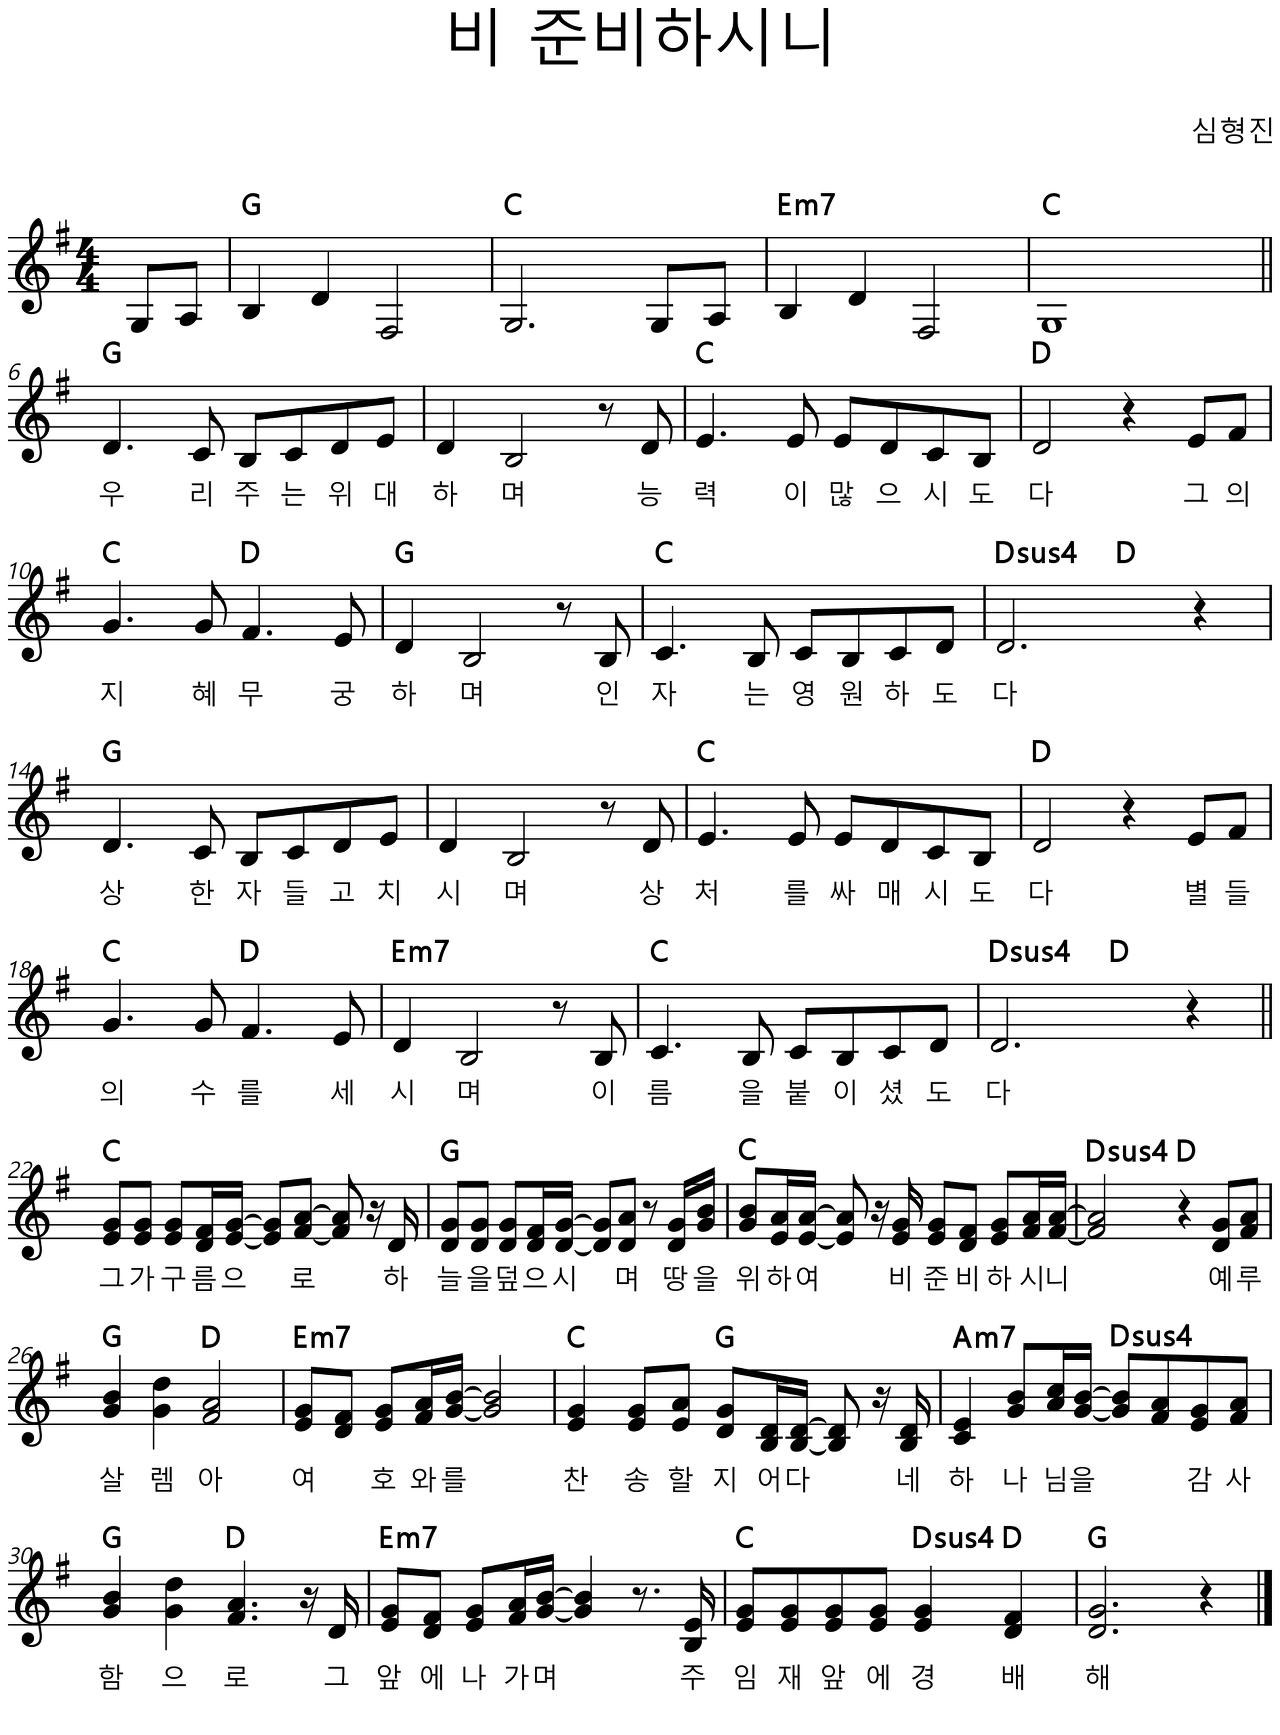 비 준비하시니
심형진
G C Em7 C
4
4
G C D
6
우 리 주 는 위 대 하 며 능 력 이 많 으 시 도 다 그 의
C D G C Dsus4 D
10
지 혜 무 궁 하 며 인 자 는 영 원 하 도 다
G C D
14
상 한 자 들 고 치 시 며 상 처 를 싸 매 시 도 다 별 들
C D Em7 C Dsus4 D
18
의 수 를 세 시 며 이 름 을 붙 이 셨 도 다
C G C Dsus4 D
22
그 가 구 름 으 로 하 늘 을 덮 으 시 며 땅 을 위 하 여 비 준 비 하 시 니 예 루
G D Em7 C G Am7 Dsus4
26
살 렘 아 여 호 와 를 찬 송 할 지 어 다 네 하 나 님 을 감 사
G D Em7 C Dsus4 D G
30
함 으 로 그 앞 에 나 가 며 주 임 재 앞 에 경 배 해